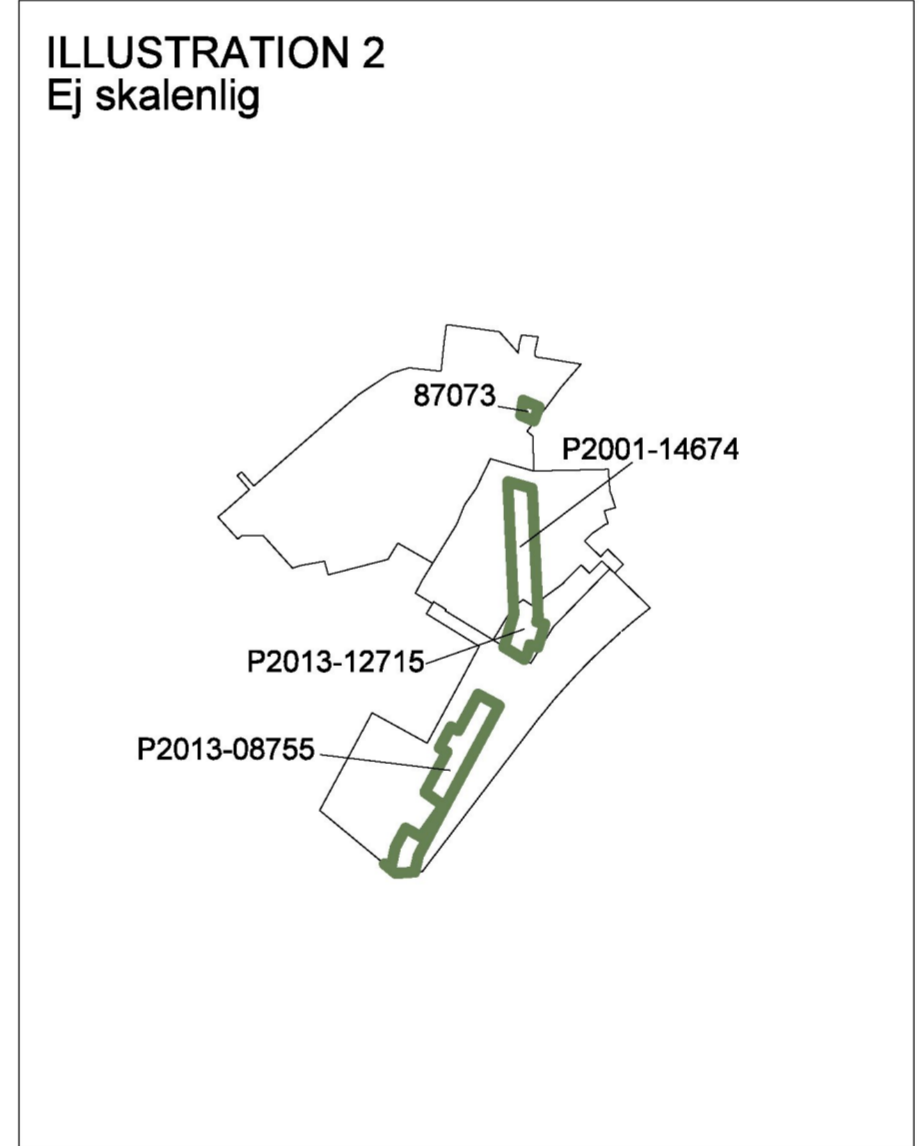 ILLUSTRATION 2
Ej skalenlig
87073
P2001-14674
P2013-12715
P2013-08755